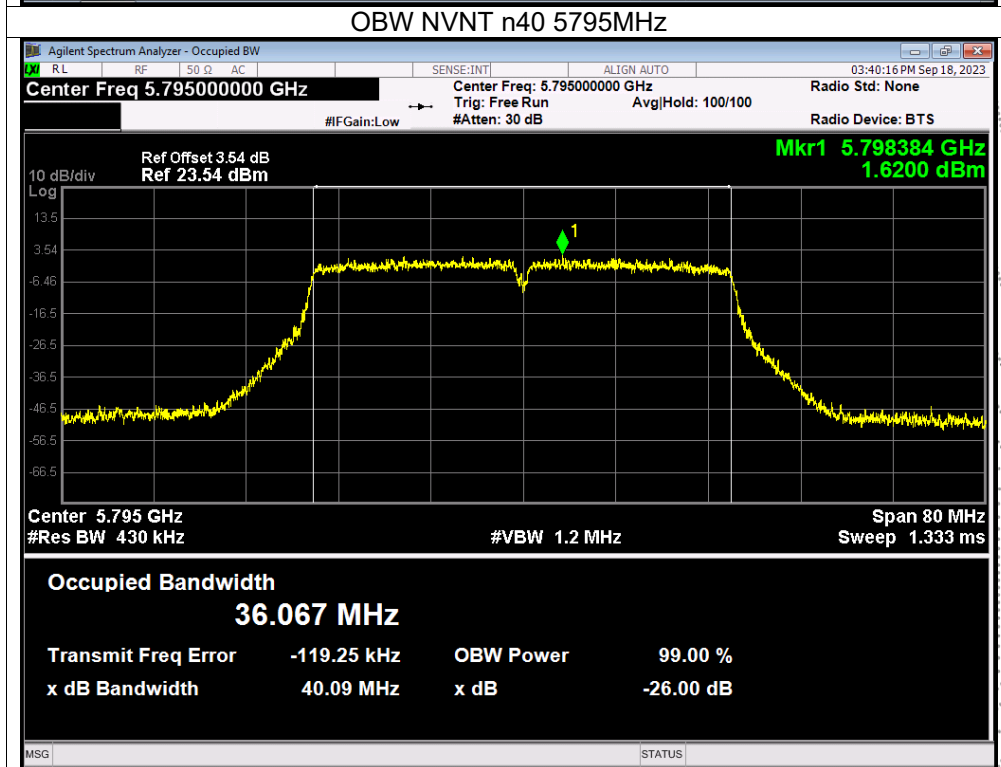 OBW NVNT n40 5795MHz
Agilent Spectrum Analyzer - Occupied BW
LXI RL RF 50 Ω AC SENSE:INT ALIGN AUTO 03:40:16 PM Sep 18, 2023
Center Freq 5.795000000 GHz Center Freq: 5.795000000 GHz Radio Std: None
Trig: Free Run Avg|Hold: 100/100
#IFGain:Low #Atten: 30 dB Radio Device: BTS
Ref Offset 3.54 dB Mkr1 5.798384 GHz
10 dB/div Ref 23.54 dBm 1.6200 dBm
Log
13.5
1
3.54
-6.46
-16.5
-26.5
-36.5
-46.5
-56.5
-66.5
Center 5.795 GHz Span 80 MHz
#Res BW 430 kHz #VBW 1.2 MHz Sweep 1.333 ms
Occupied Bandwidth
36.067 MHz
Transmit Freq Error -119.25 kHz OBW Power 99.00 %
x dB Bandwidth 40.09 MHz x dB -26.00 dB
MSG STATUS